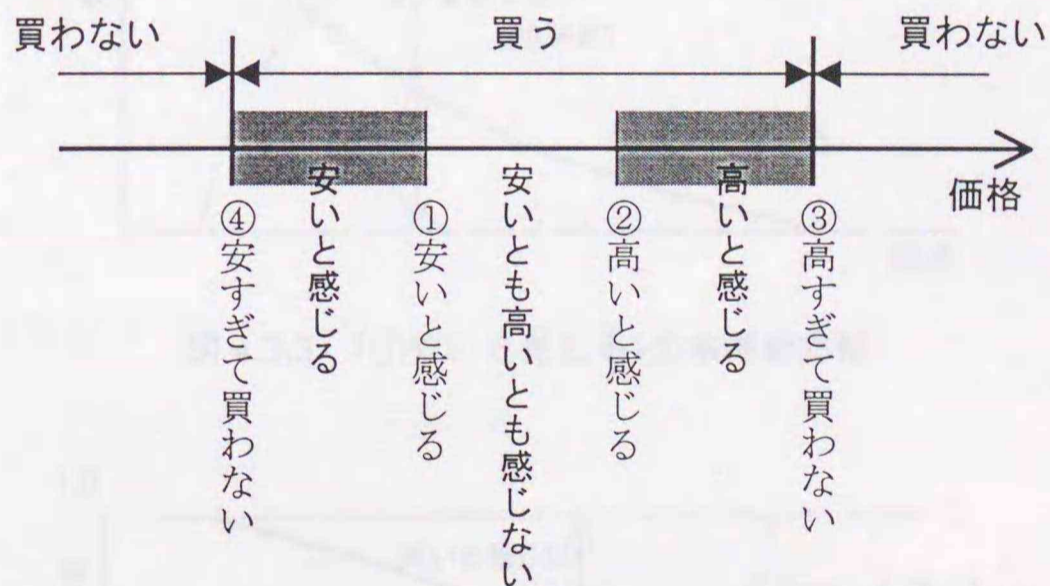 買わない
買う
買わない
価格
④安すぎて買わない
安いと感じる
①安いと感じる
安いとも高いとも感じない
②高いと感じる
高いと感じる
③高すぎて買わない